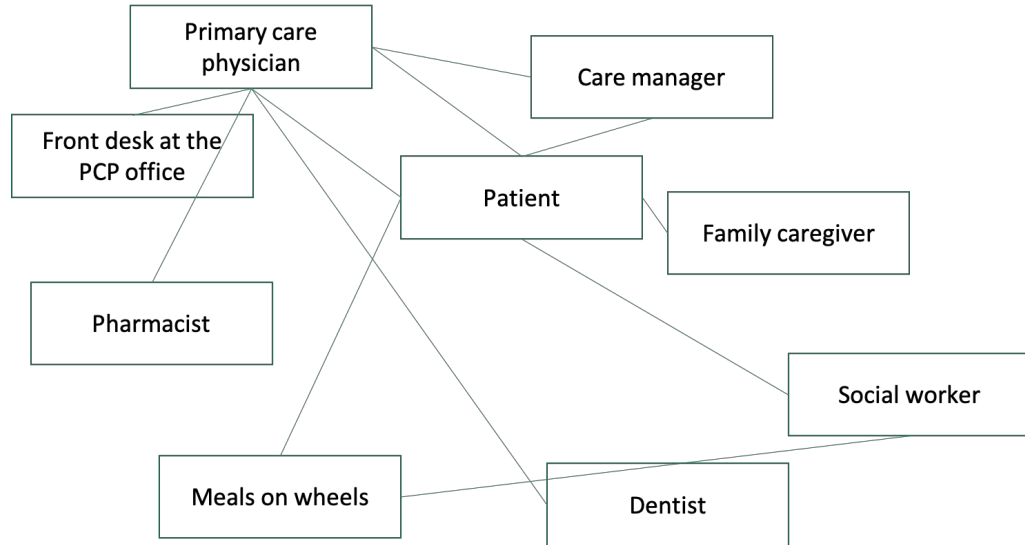 Primary care
physician
Care manager
Front desk at the
PCP office
Patient
Family caregiver
Pharmacist
Social worker
Meals on wheels
Dentist